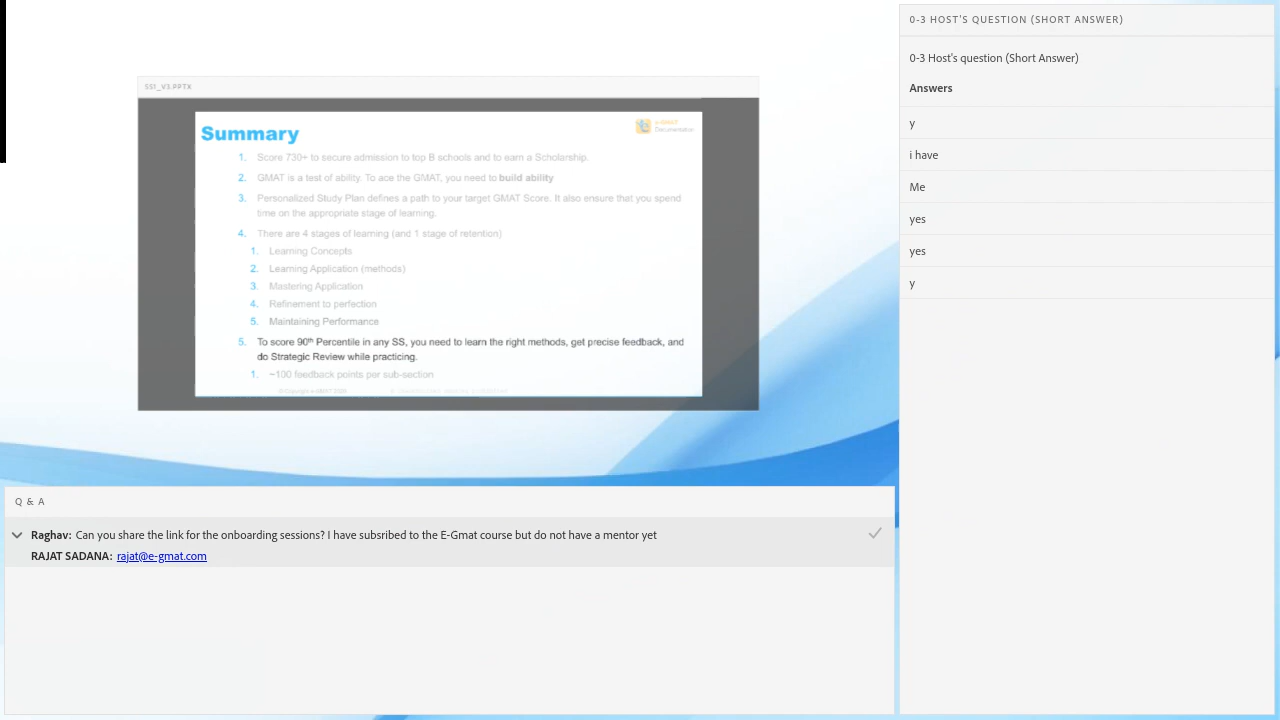 SSI_V3.PPTX
Summary
e-GMAT
Documentation
1. Score 730+ to secure admission to top B schools and to earn a Scholarship.
2. GMAT is a test of ability. To ace the GMAT, you need to build ability
3. Personalized Study Plan defines a path to your target GMAT Score. It also ensure that you spend
time on the appropriate stage of learning.
4. There are 4 stages of learning (and 1 stage of retention)
1. Learning Concepts
2. Learning Application (methods)
3. Mastering Application
4. Refinement to perfection
5. Maintaining Performance
5. To score 90th Percentile in any SS, you need to learn the right methods, get precise feedback, and
do Strategic Review while practicing.
1. ~100 feedback points per sub-section
Q & A
Raghav: Can you share the link for the onboarding sessions? I have subsribed to the E-Gmat course but do not have a mentor yet
RAJAT SADANA: rajat@e-gmat.com
0-3 HOST'S QUESTION (SHORT ANSWER)
0-3 Host's question (Short Answer)
Answers
y
i have
Me
yes
yes
y